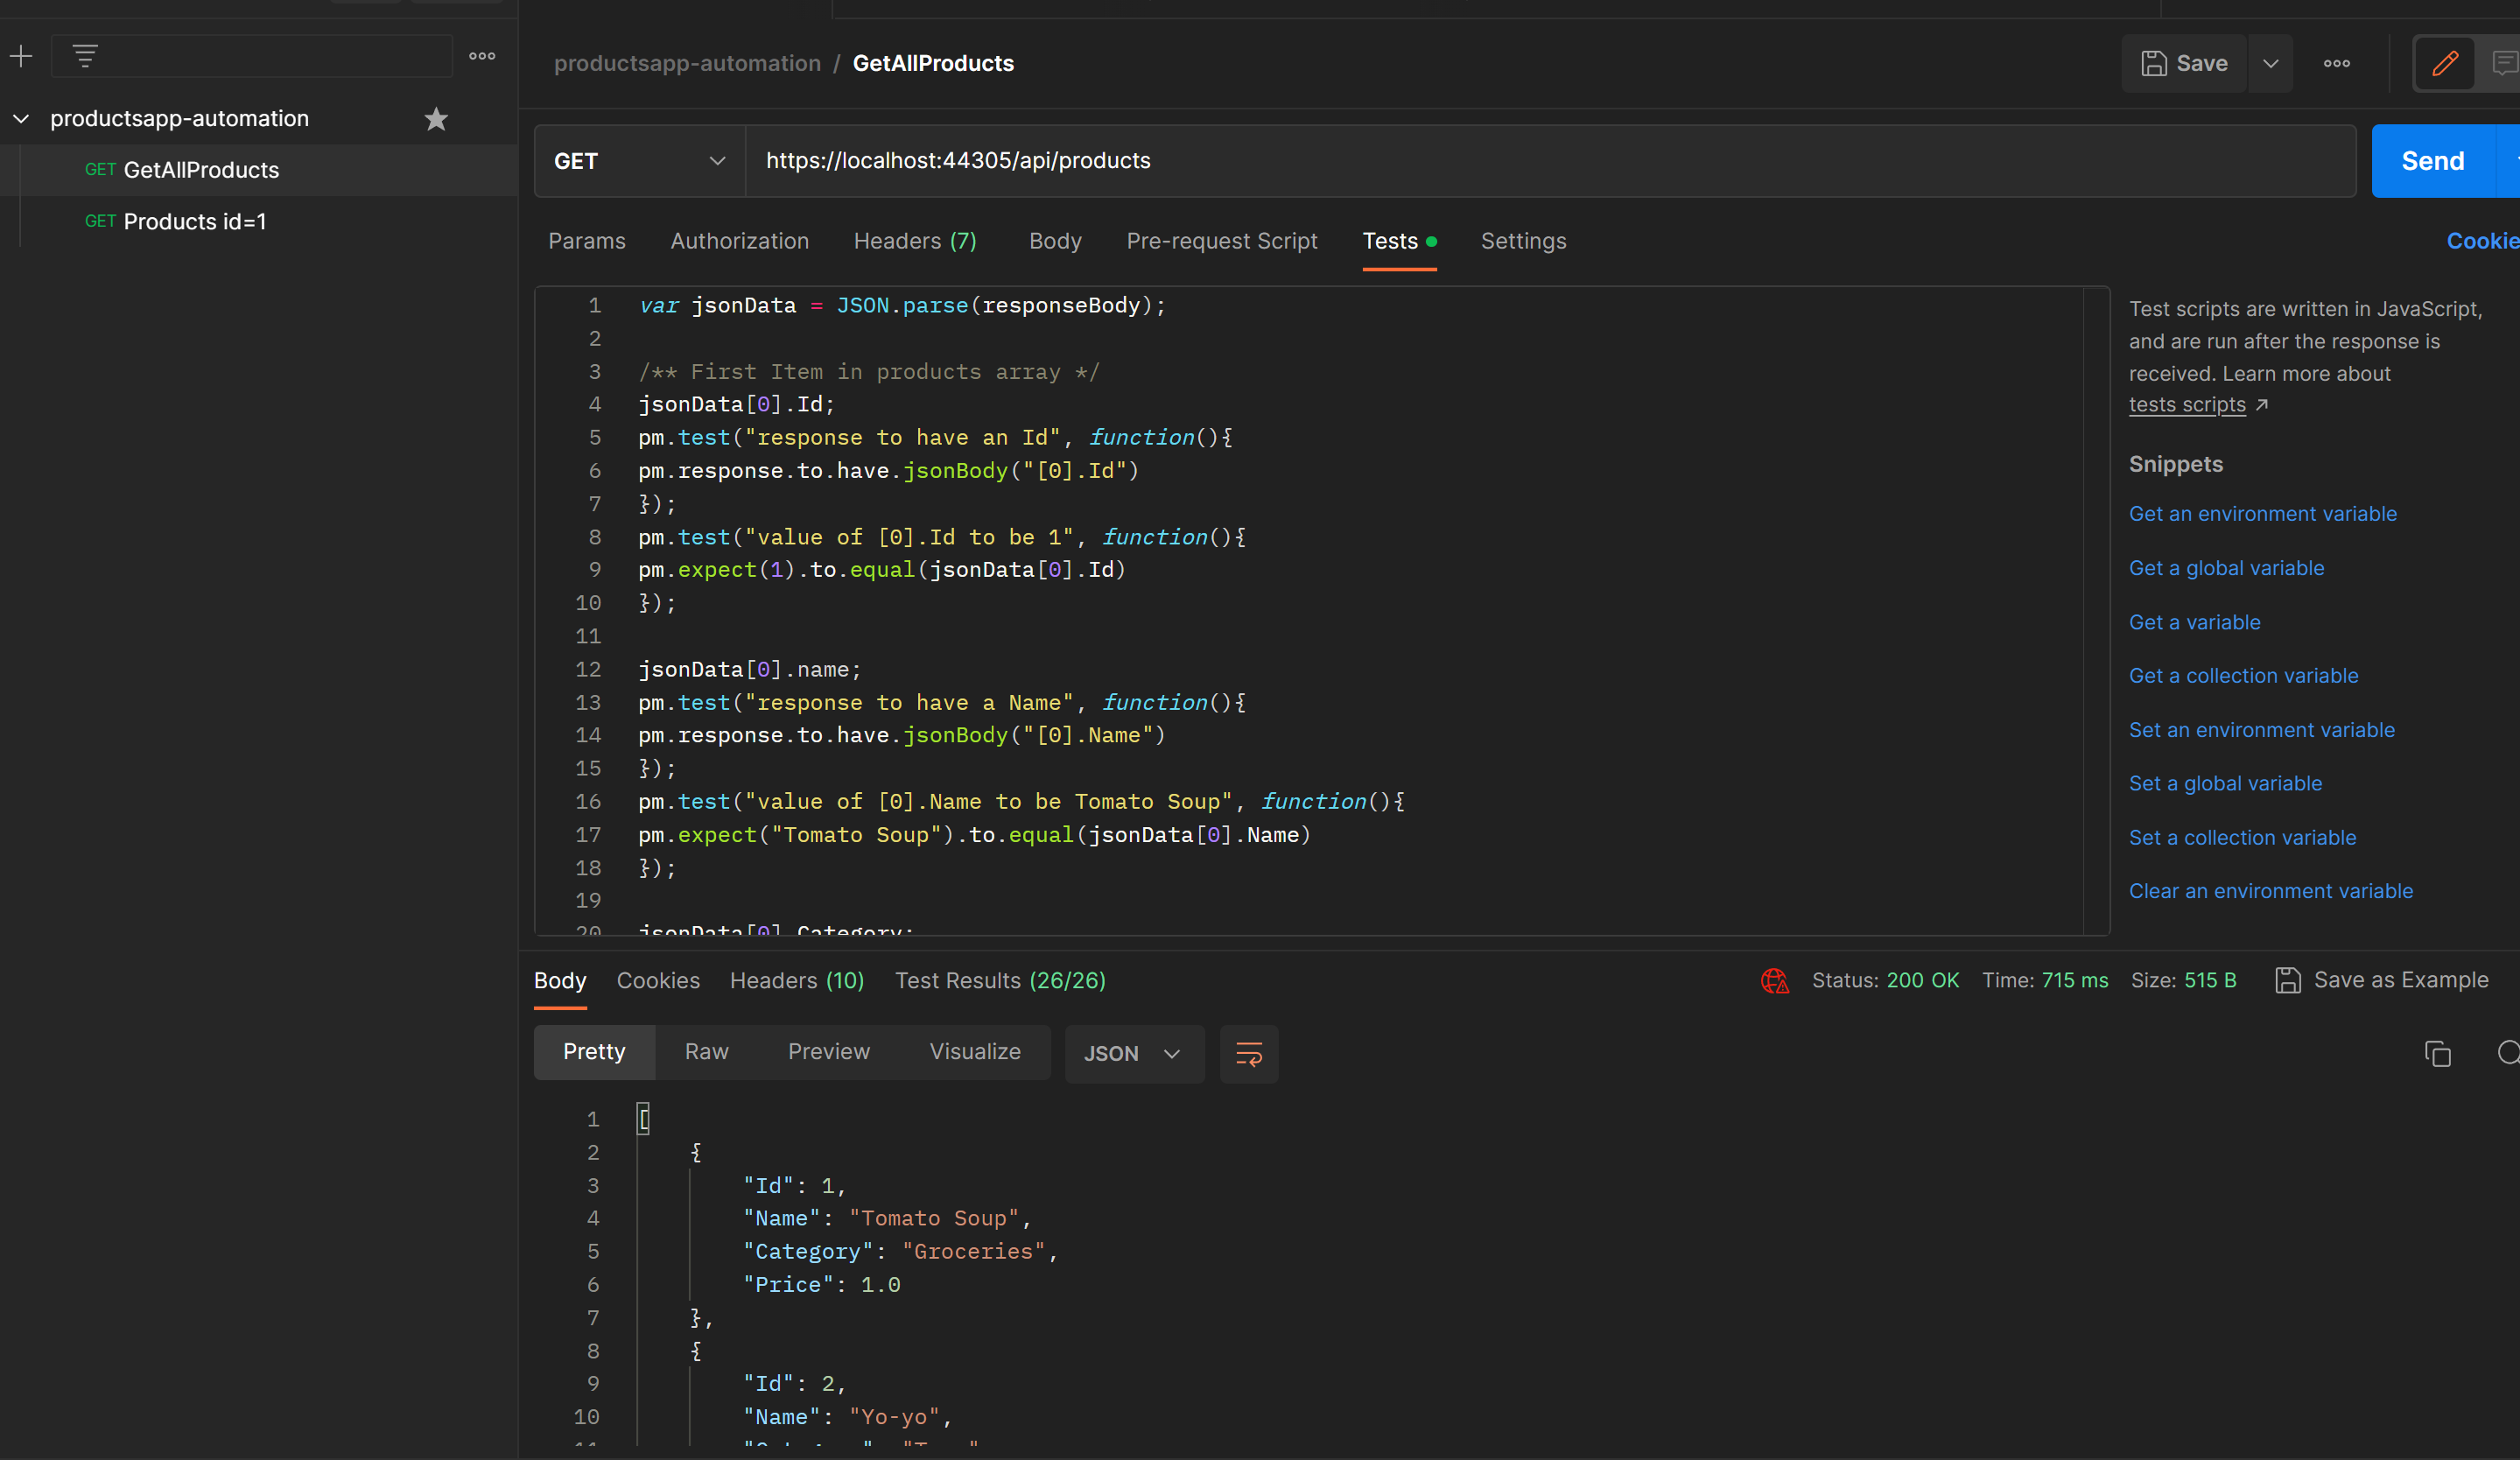 productsapp-automation / GetAllProducts
Save
productsapp-automation
GET GetAllProducts
GET Products id=1
GET
https://localhost:44305/api/products
Send
Params Authorization Headers (7) Body Pre-request Script Tests Settings
1 var jsonData = JSON.parse(responseBody);
2
3 /** First Item in products array */
4 jsonData[0].Id;
5 pm.test("response to have an Id", function(){
6 pm.response.to.have.jsonBody("[0].Id")
7 });
8 pm.test("value of [0].Id to be 1", function(){
9 pm.expect(1).to.equal(jsonData[0].Id)
10 });
11
12 jsonData[0].name;
13 pm.test("response to have a Name", function(){
14 pm.response.to.have.jsonBody("[0].Name")
15 });
16 pm.test("value of [0].Name to be Tomato Soup", function(){
17 pm.expect("Tomato Soup").to.equal(jsonData[0].Name)
18 });
19
20 jsonData[0].Category;
Test scripts are written in JavaScript,
and are run after the response is
received. Learn more about
tests scripts
Snippets
Get an environment variable
Get a global variable
Get a variable
Get a collection variable
Set an environment variable
Set a global variable
Set a collection variable
Clear an environment variable
Body Cookies Headers (10) Test Results (26/26)
Status: 200 OK Time: 715 ms Size: 515 B Save as Example
Pretty Raw Preview Visualize JSON
1 [
2 {
3 "Id": 1,
4 "Name": "Tomato Soup",
5 "Category": "Groceries",
6 "Price": 1.0
7 },
8 {
9 "Id": 2,
10 "Name": "Yo-yo",